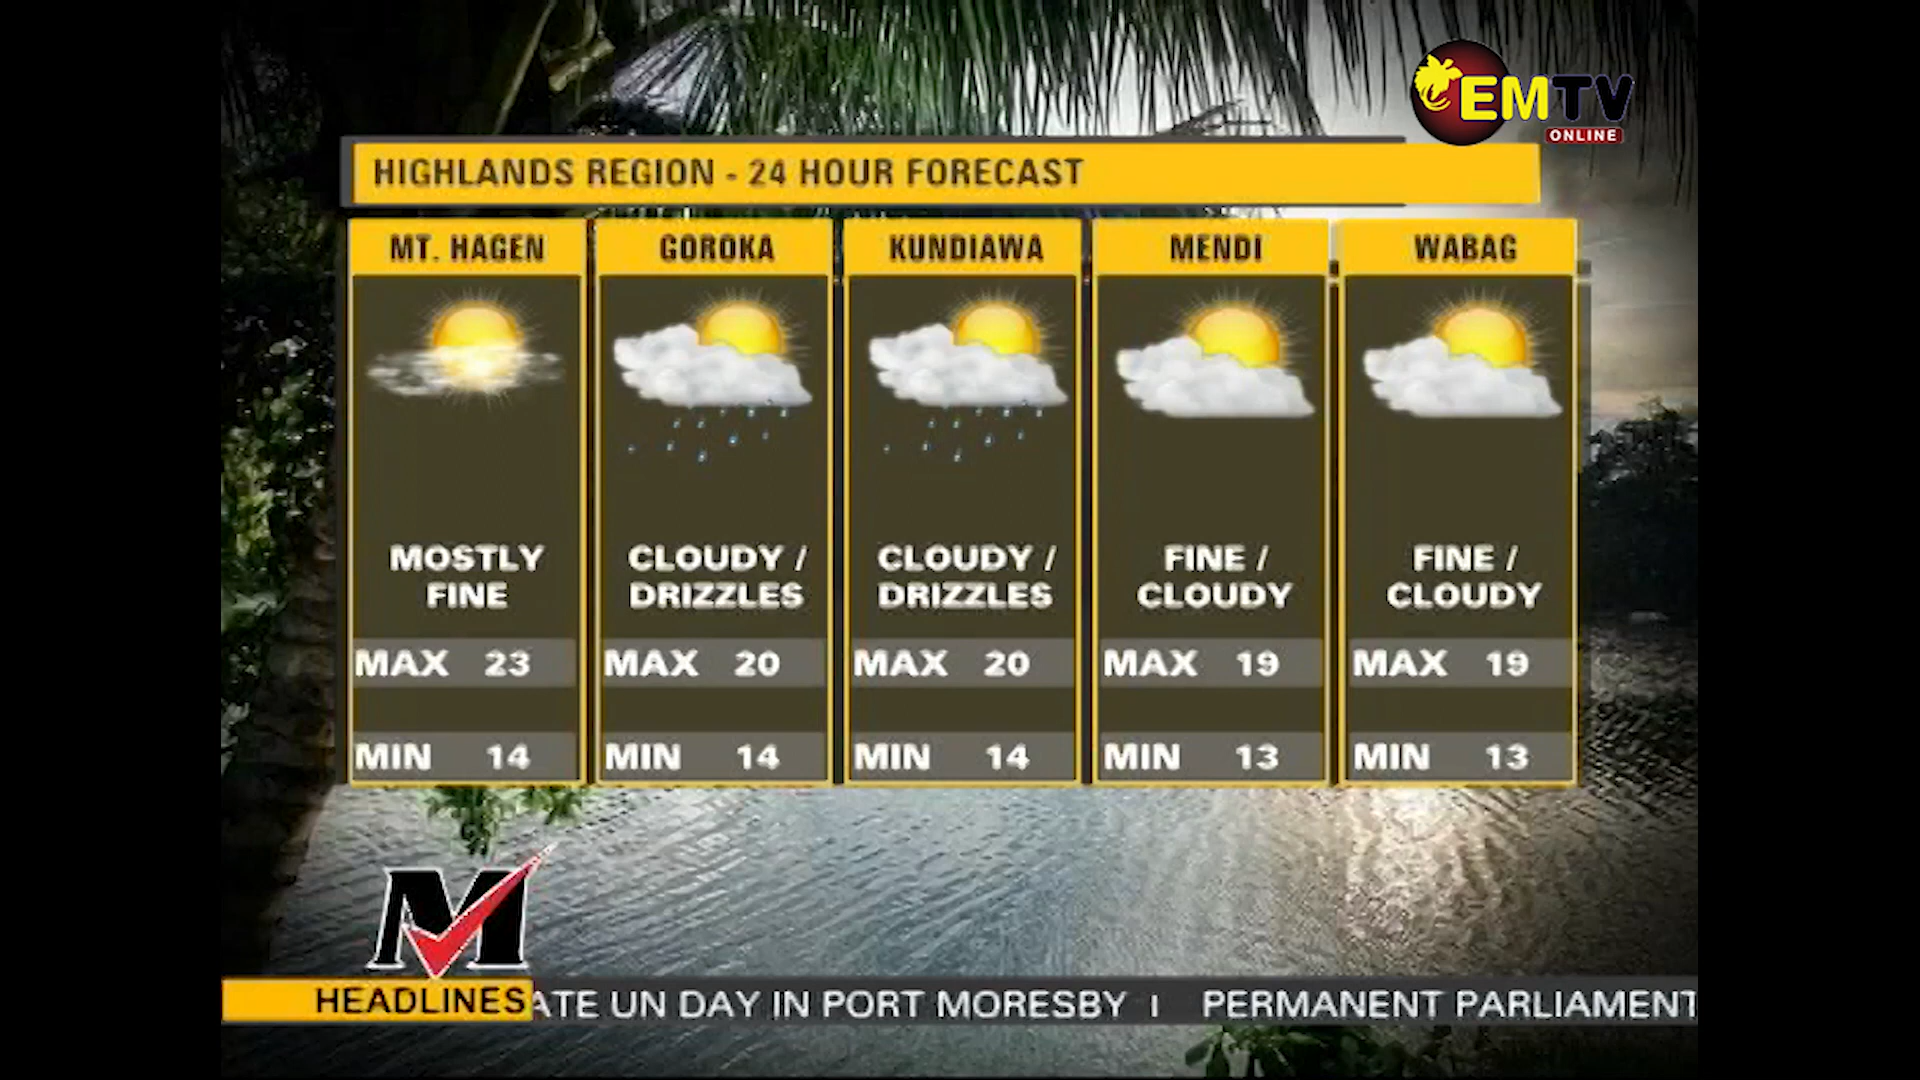 EMTV
ONLINE
HIGHLANDS REGION - 24 HOUR FORECAST
MT. HAGEN
MOSTLY
FINE
MAX 23
MIN 14
GOROKA
CLOUDY /
DRIZZLES
MAX 20
MIN 14
KUNDIAWA
CLOUDY /
DRIZZLES
MAX 20
MIN 14
MENDI
FINE /
CLOUDY
MAX 19
MIN 13
WABAG
FINE /
CLOUDY
MAX 19
MIN 13
M
HEADLINES
ATE UN DAY IN PORT MORESBY | PERMANENT PARLIAMENT